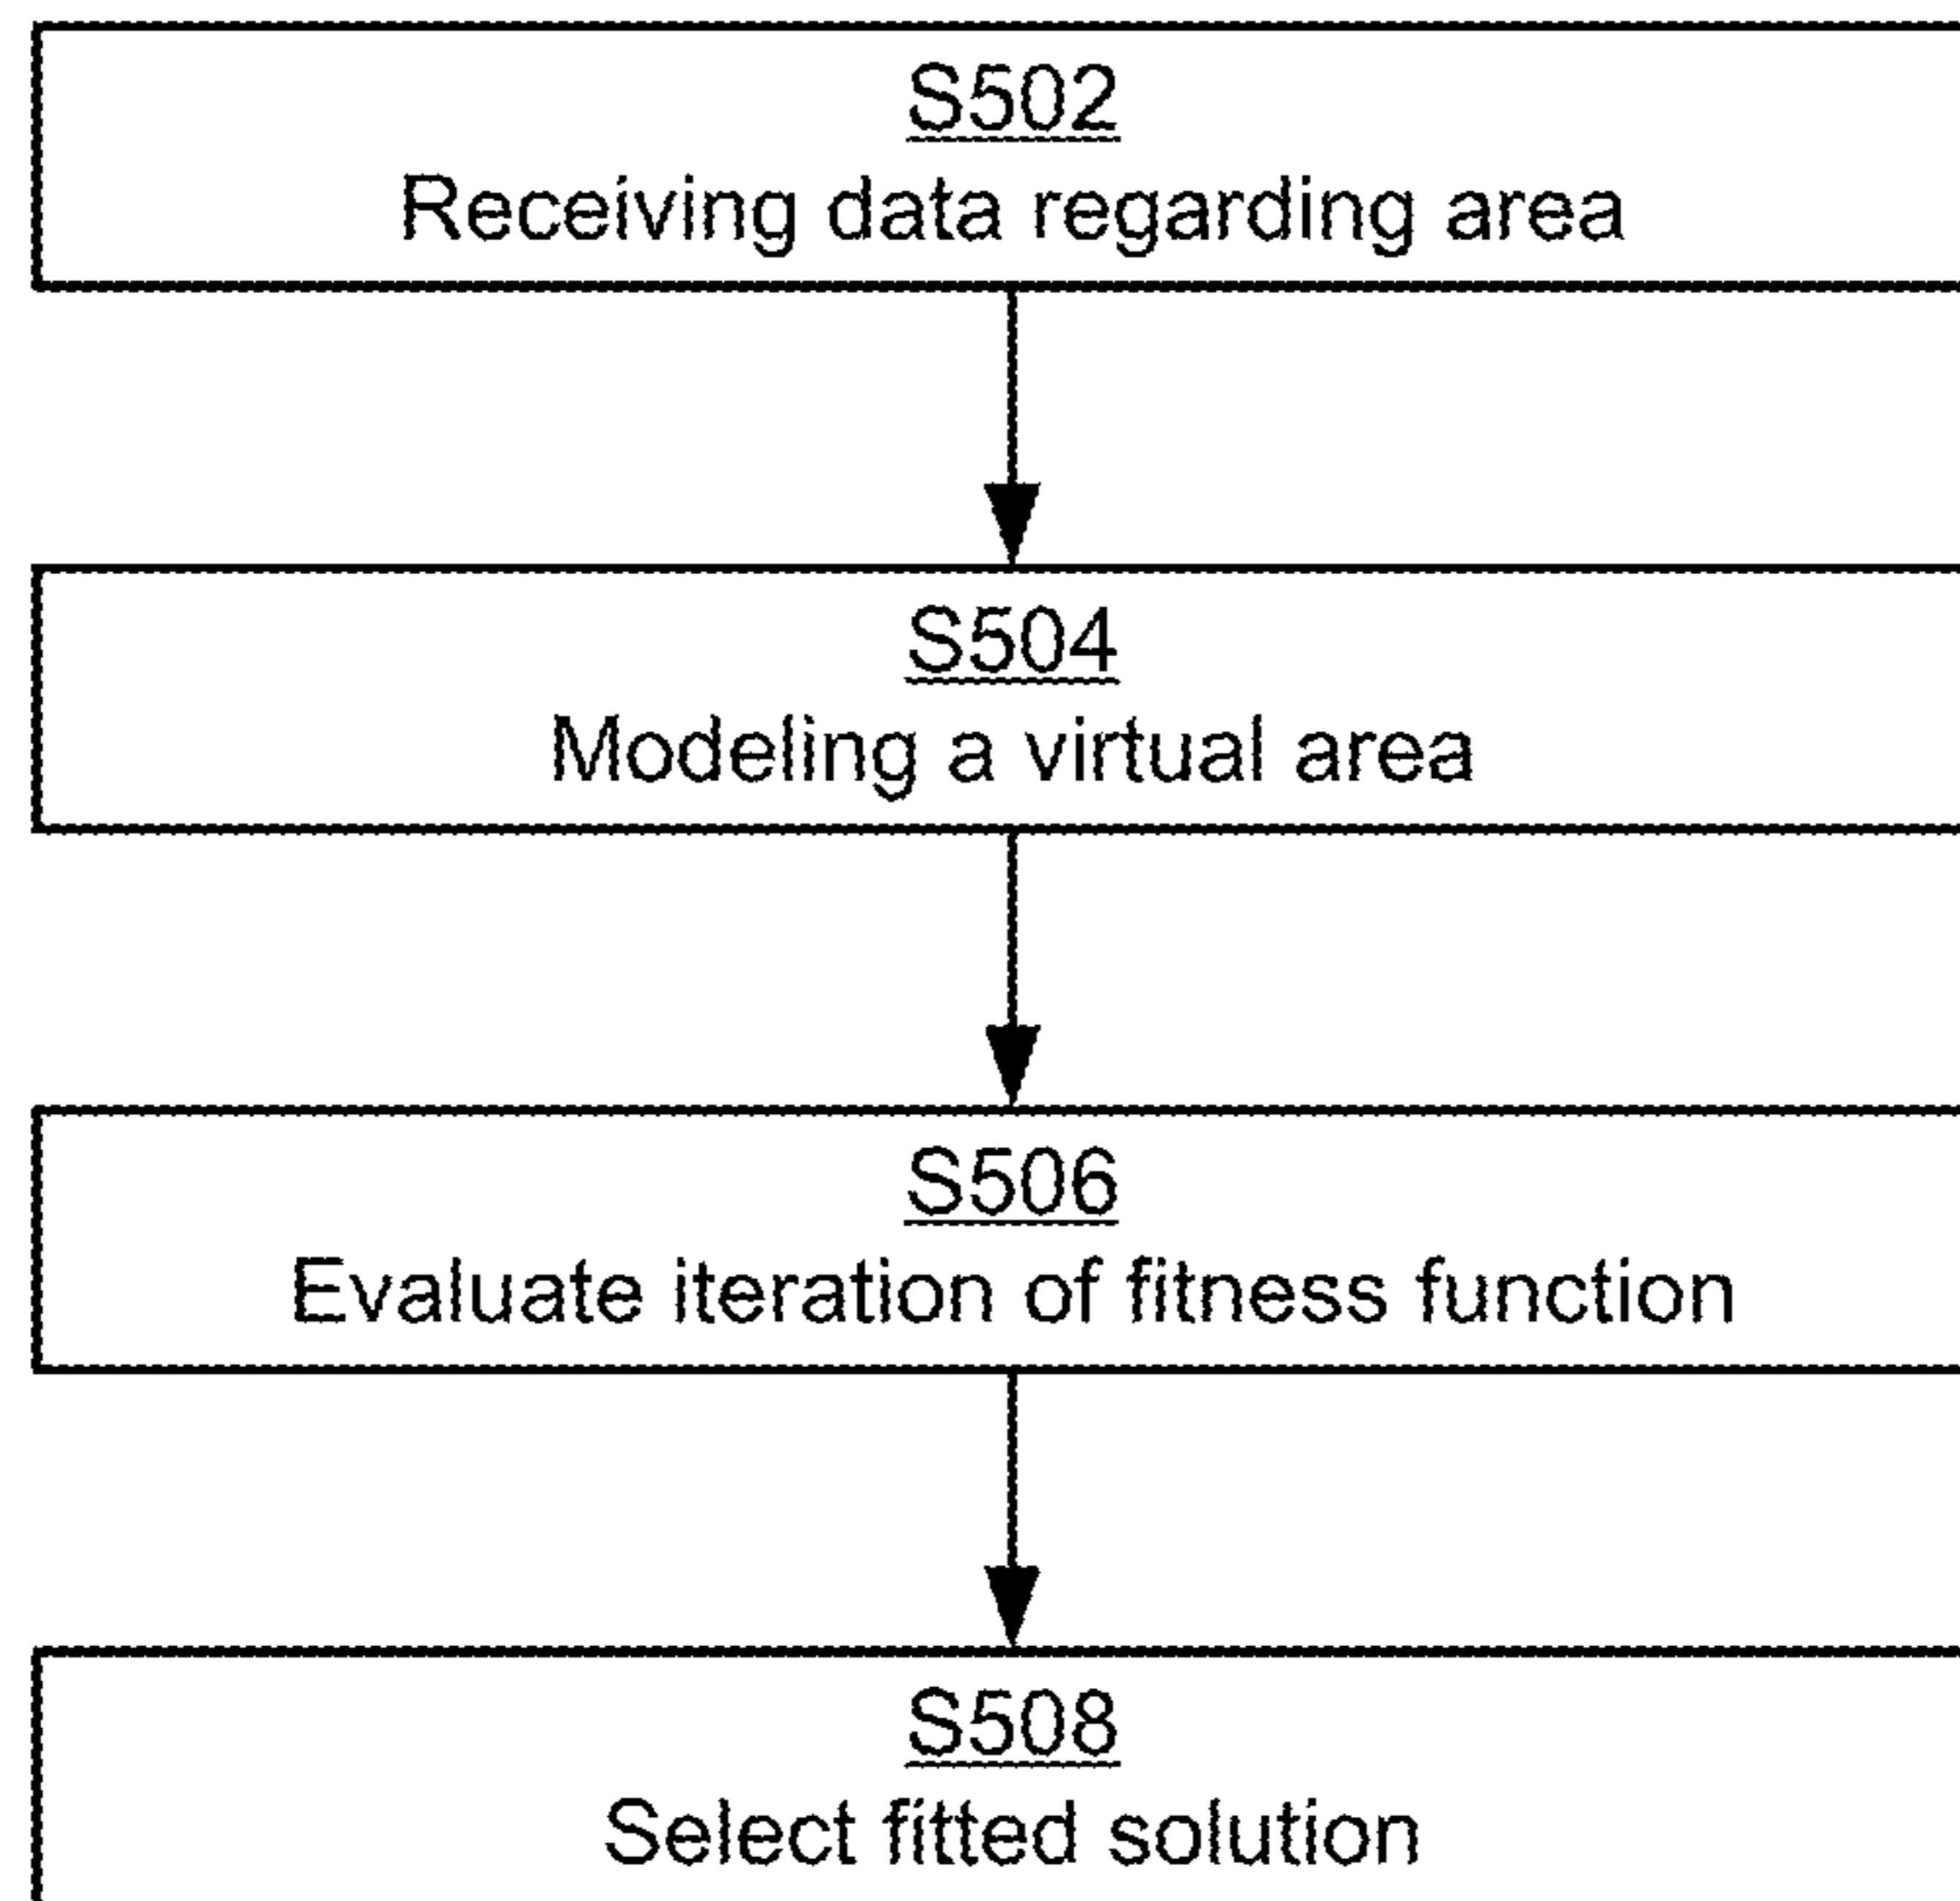 S502
Receiving data regarding area
S504
Modeling a virtual area
S506
Evaluate iteration of fitness function
S508
Select fitted solution